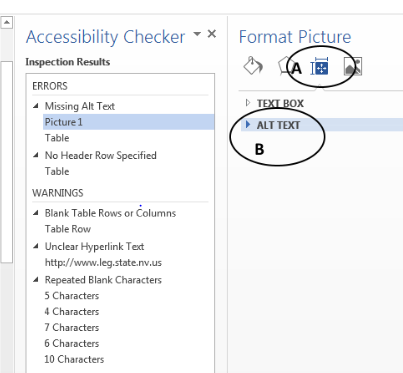 Accessibility Checker
Inspection Results
ERRORS
Missing Alt Text
Picture 1
Table
No Header Row Specified
Table
WARNINGS
Blank Table Rows or Columns
Table Row
Unclear Hyperlink Text
http://www.leg.state.nv.us
Repeated Blank Characters
5 Characters
4 Characters
7 Characters
6 Characters
10 Characters
Format Picture
A
TEXT BOX
ALT TEXT
B